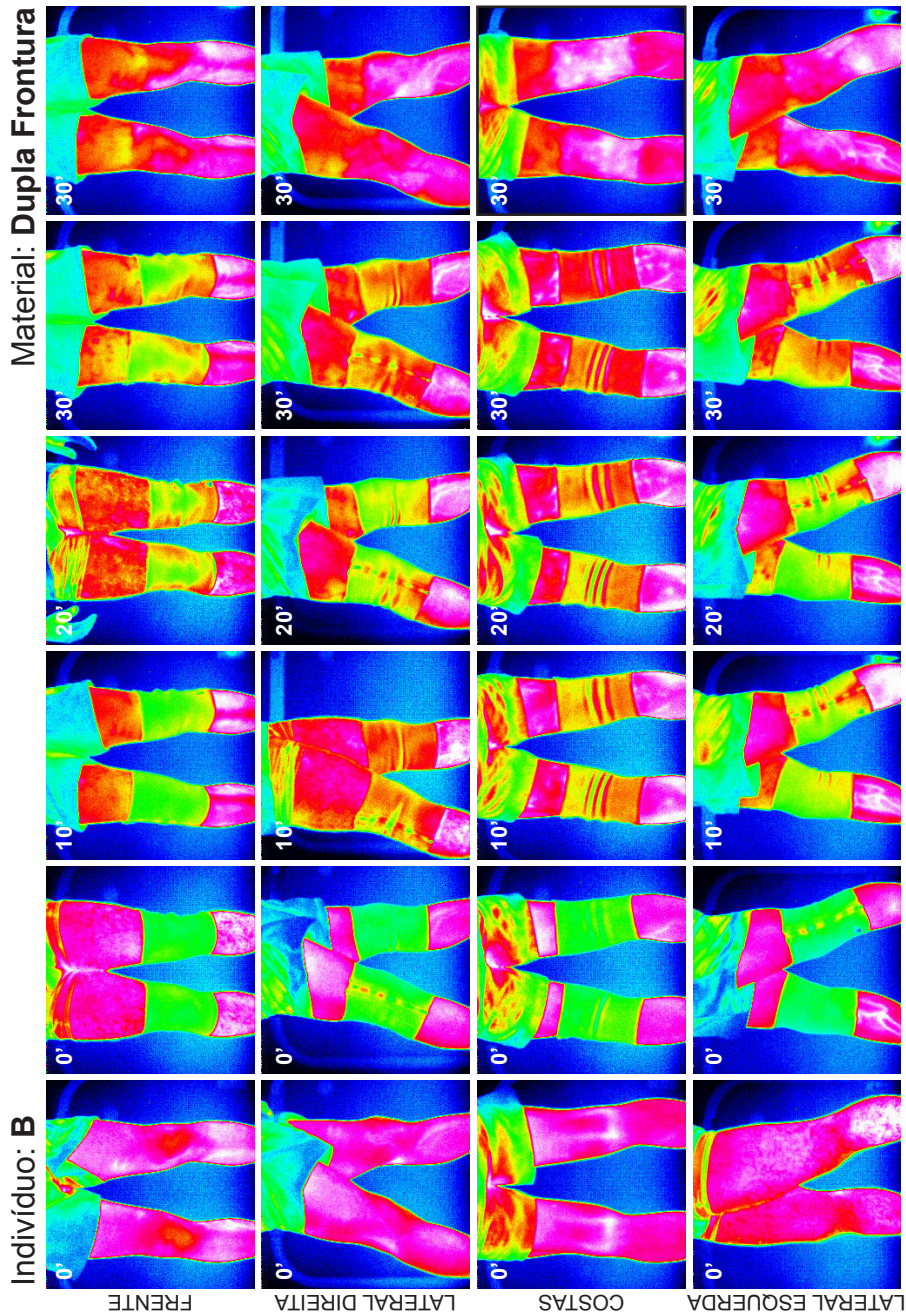 Indivíduo: B
Material: Dupla Frontura
FRENTE
0' 0' 10' 20' 30' 30'
LATERAL DIREITA
0' 0' 10' 20' 30' 30'
COSTAS
0' 0' 10' 20' 30' 30'
LATERAL ESQUERDA
0' 0' 10' 20' 30' 30'